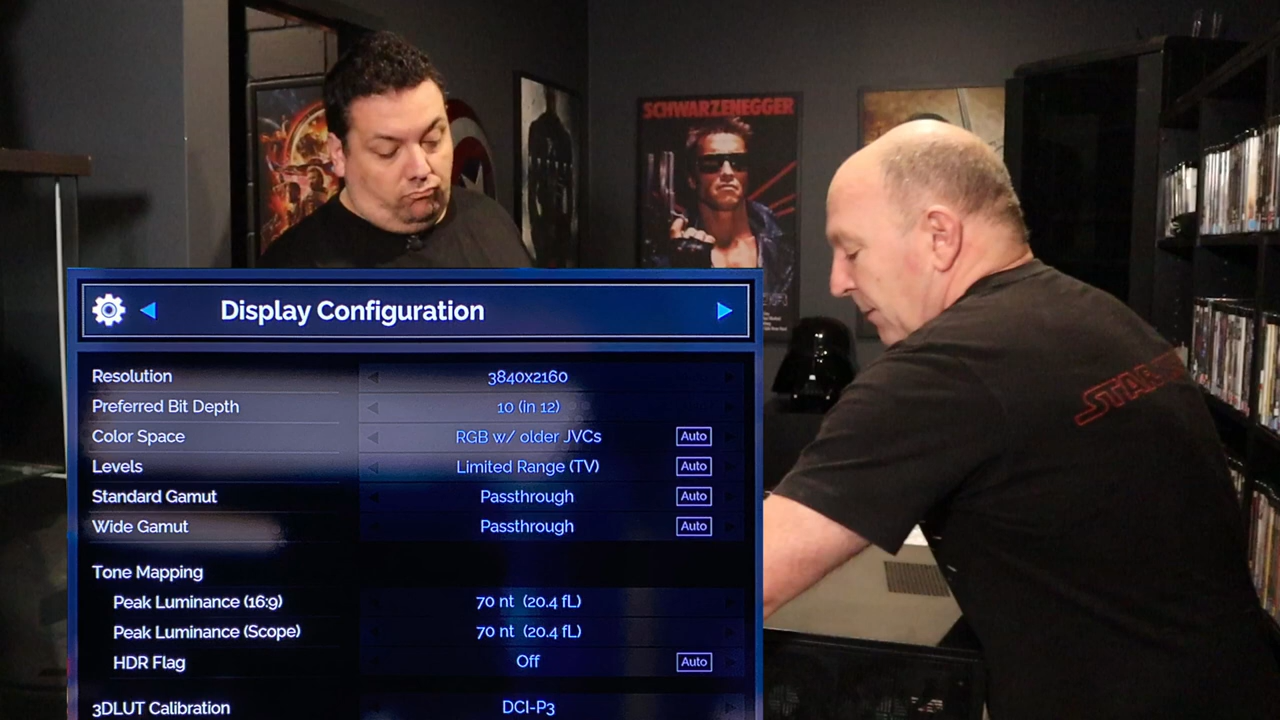 SCHWARZENEGGER
STAR
Display Configuration
Resolution 3840x2160
Preferred Bit Depth 10 (in 12)
Color Space RGB w/ older JVCs Auto
Levels Limited Range (TV) Auto
Standard Gamut Passthrough Auto
Wide Gamut Passthrough Auto
Tone Mapping
Peak Luminance (16:9) 70 nt (20.4 fL)
Peak Luminance (Scope) 70 nt (20.4 fL)
HDR Flag Off Auto
3DLUT Calibration DCI-P3